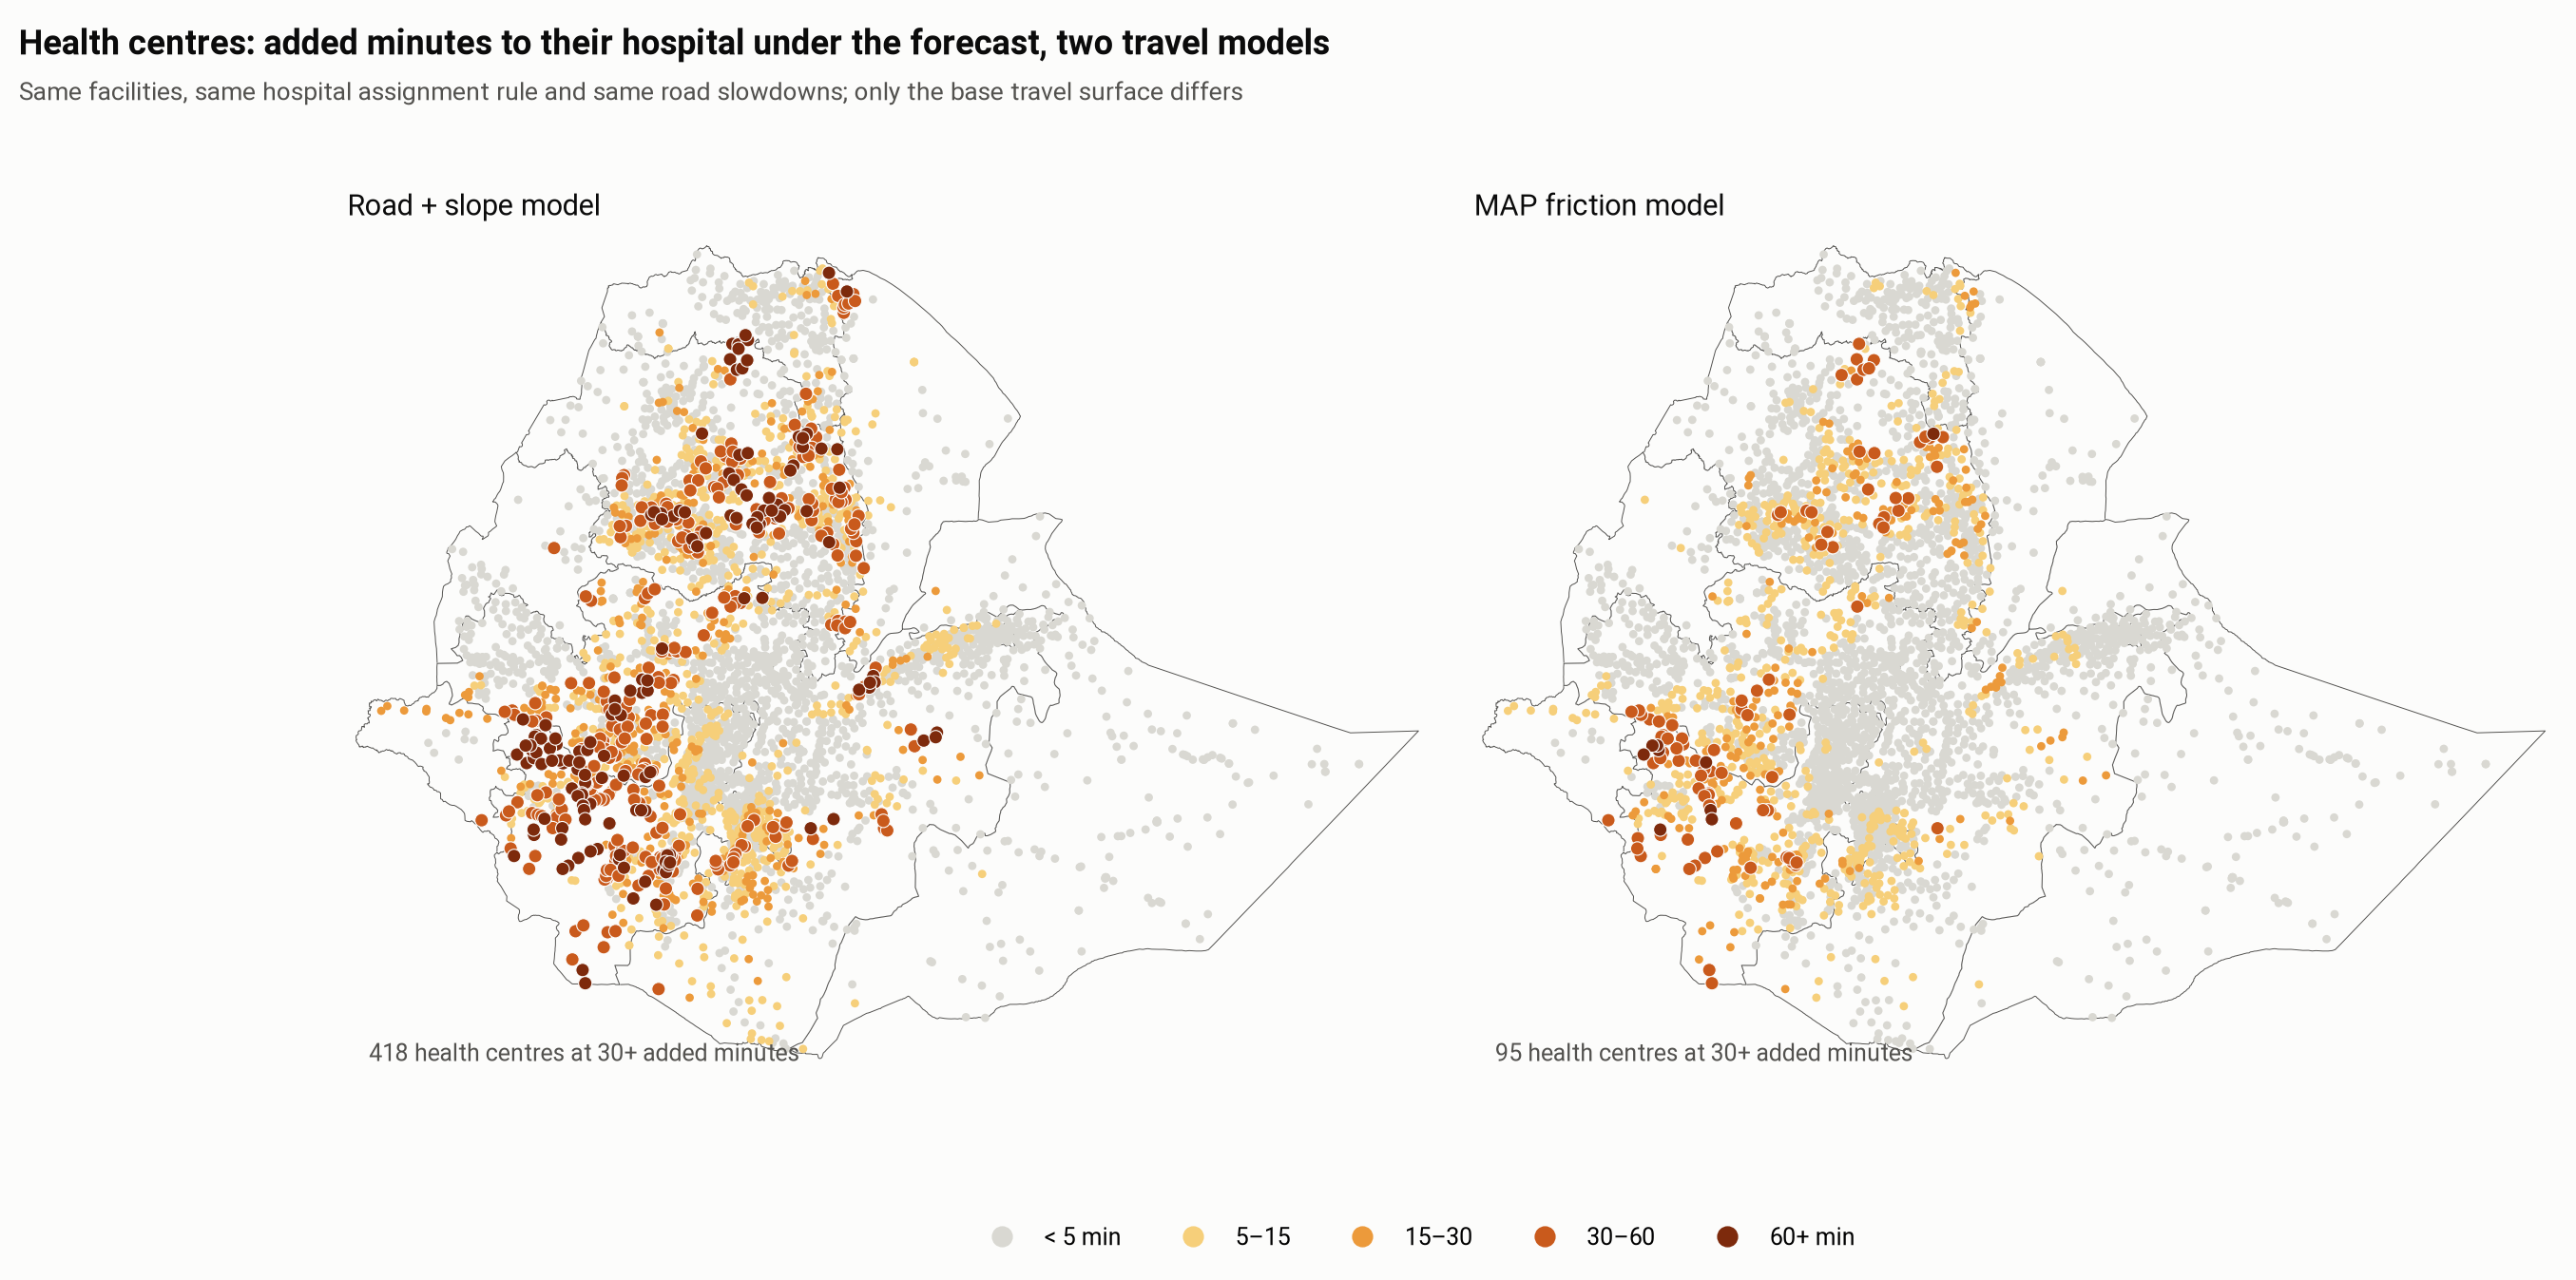 Health centres: added minutes to their hospital under the forecast, two travel models
Same facilities, same hospital assignment rule and same road slowdowns; only the base travel surface differs
Road + slope model
MAP friction model
418 health centres at 30+ added minutes
95 health centres at 30+ added minutes
< 5 min
5–15
15–30
30–60
60+ min